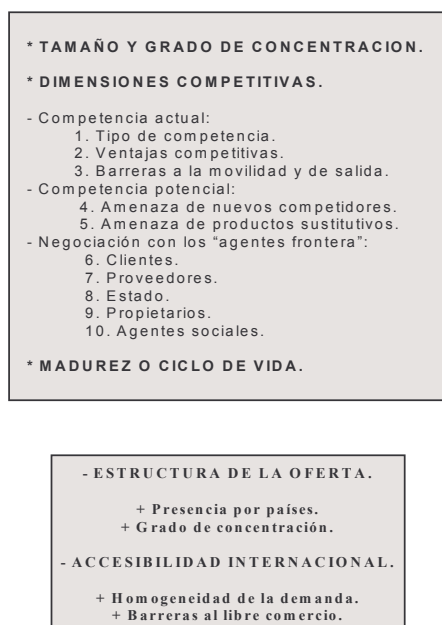 * TAMAÑO Y GRADO DE CONCENTRACION.
* DIMENSIONES COMPETITIVAS.
- Competencia actual:
1. Tipo de competencia.
2. Ventajas competitivas.
3. Barreras a la movilidad y de salida.
- Competencia potencial:
4. Amenaza de nuevos competidores.
5. Amenaza de productos sustitutivos.
- Negociación con los “agentes frontera”:
6. Clientes.
7. Proveedores.
8. Estado.
9. Propietarios.
10. Agentes sociales.
* MADUREZ O CICLO DE VIDA.
- ESTRUCTURA DE LA OFERTA.
+ Presencia por países.
+ Grado de concentración.
- ACCESIBILIDAD INTERNACIONAL.
+ Homogeneidad de la demanda.
+ Barreras al libre comercio.